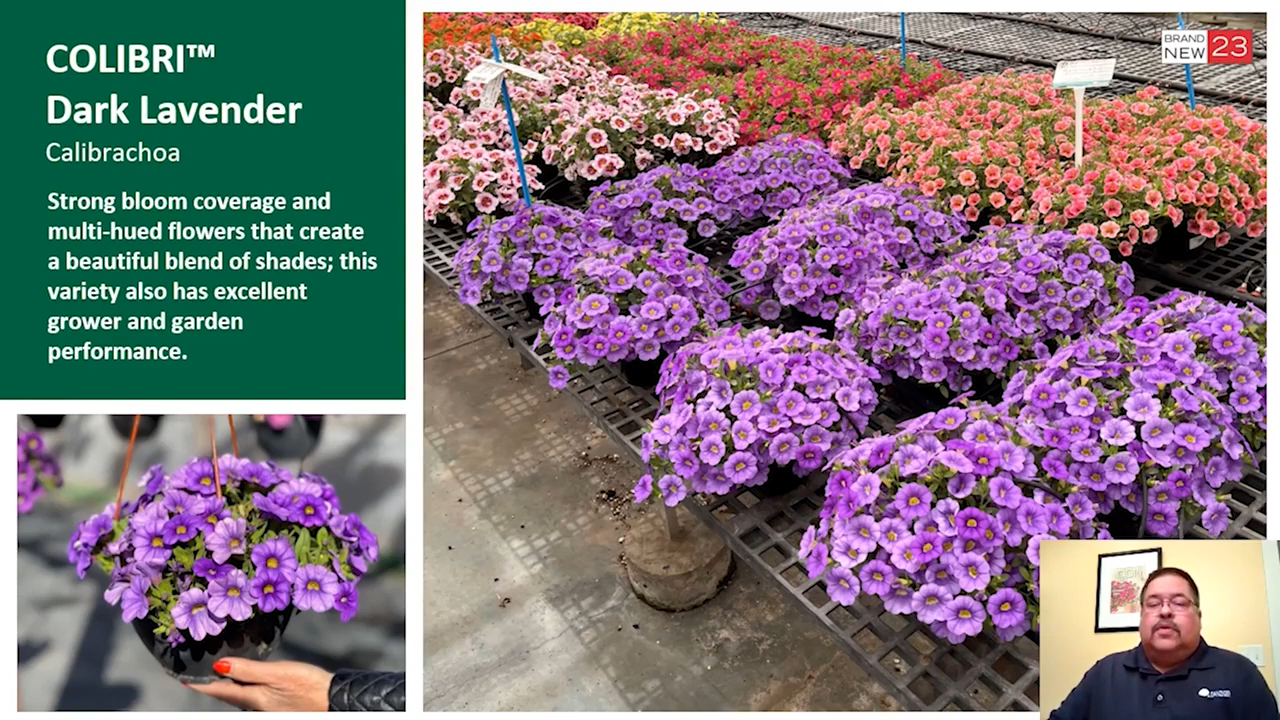 COLIBRI™
Dark Lavender
Calibrachoa
Strong bloom coverage and
multi-hued flowers that create
a beautiful blend of shades; this
variety also has excellent
grower and garden
performance.
BRAND
NEW 23